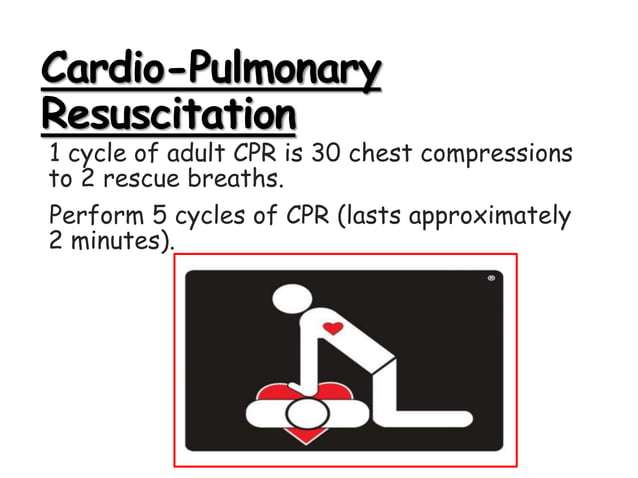 Cardio-Pulmonary
Resuscitation
1 cycle of adult CPR is 30 chest compressions
to 2 rescue breaths.
Perform 5 cycles of CPR (lasts approximately
2 minutes).
®